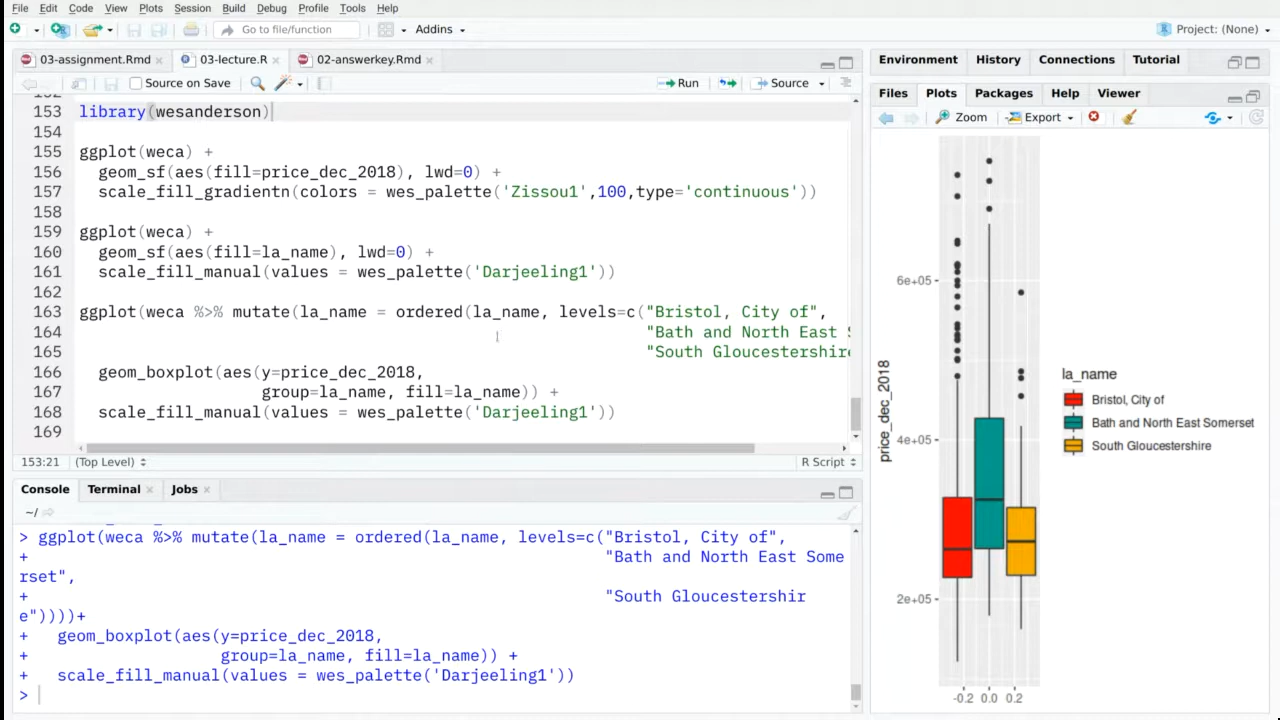 File Edit Code View Plots Session Build Debug Profile Tools Help
Go to file/function Addins Project: (None)
03-assignment.Rmd 03-lecture.R 02-answerkey.Rmd
Source on Save Run Source
153 library(wesanderson)
154
155 ggplot(weca) +
156 geom_sf(aes(fill=price_dec_2018), lwd=0) +
157 scale_fill_gradientn(colors = wes_palette('Zissou1',100,type='continuous'))
158
159 ggplot(weca) +
160 geom_sf(aes(fill=la_name), lwd=0) +
161 scale_fill_manual(values = wes_palette('Darjeeling1'))
162
163 ggplot(weca %>% mutate(la_name = ordered(la_name, levels=c("Bristol, City of",
164 "Bath and North East
165 "South Gloucestershire
166 geom_boxplot(aes(y=price_dec_2018,
167 group=la_name, fill=la_name)) +
168 scale_fill_manual(values = wes_palette('Darjeeling1'))
169
153:21 (Top Level) R Script
Console Terminal Jobs
~/
> ggplot(weca %>% mutate(la_name = ordered(la_name, levels=c("Bristol, City of",
+ "Bath and North East Some
rset",
+ "South Gloucestershir
e"))))+
+ geom_boxplot(aes(y=price_dec_2018,
+ group=la_name, fill=la_name)) +
+ scale_fill_manual(values = wes_palette('Darjeeling1'))
>
Environment History Connections Tutorial
Files Plots Packages Help Viewer
Zoom Export
6e+05
4e+05
2e+05
price_dec_2018
-0.2 0.0 0.2
la_name
Bristol, City of
Bath and North East Somerset
South Gloucestershire